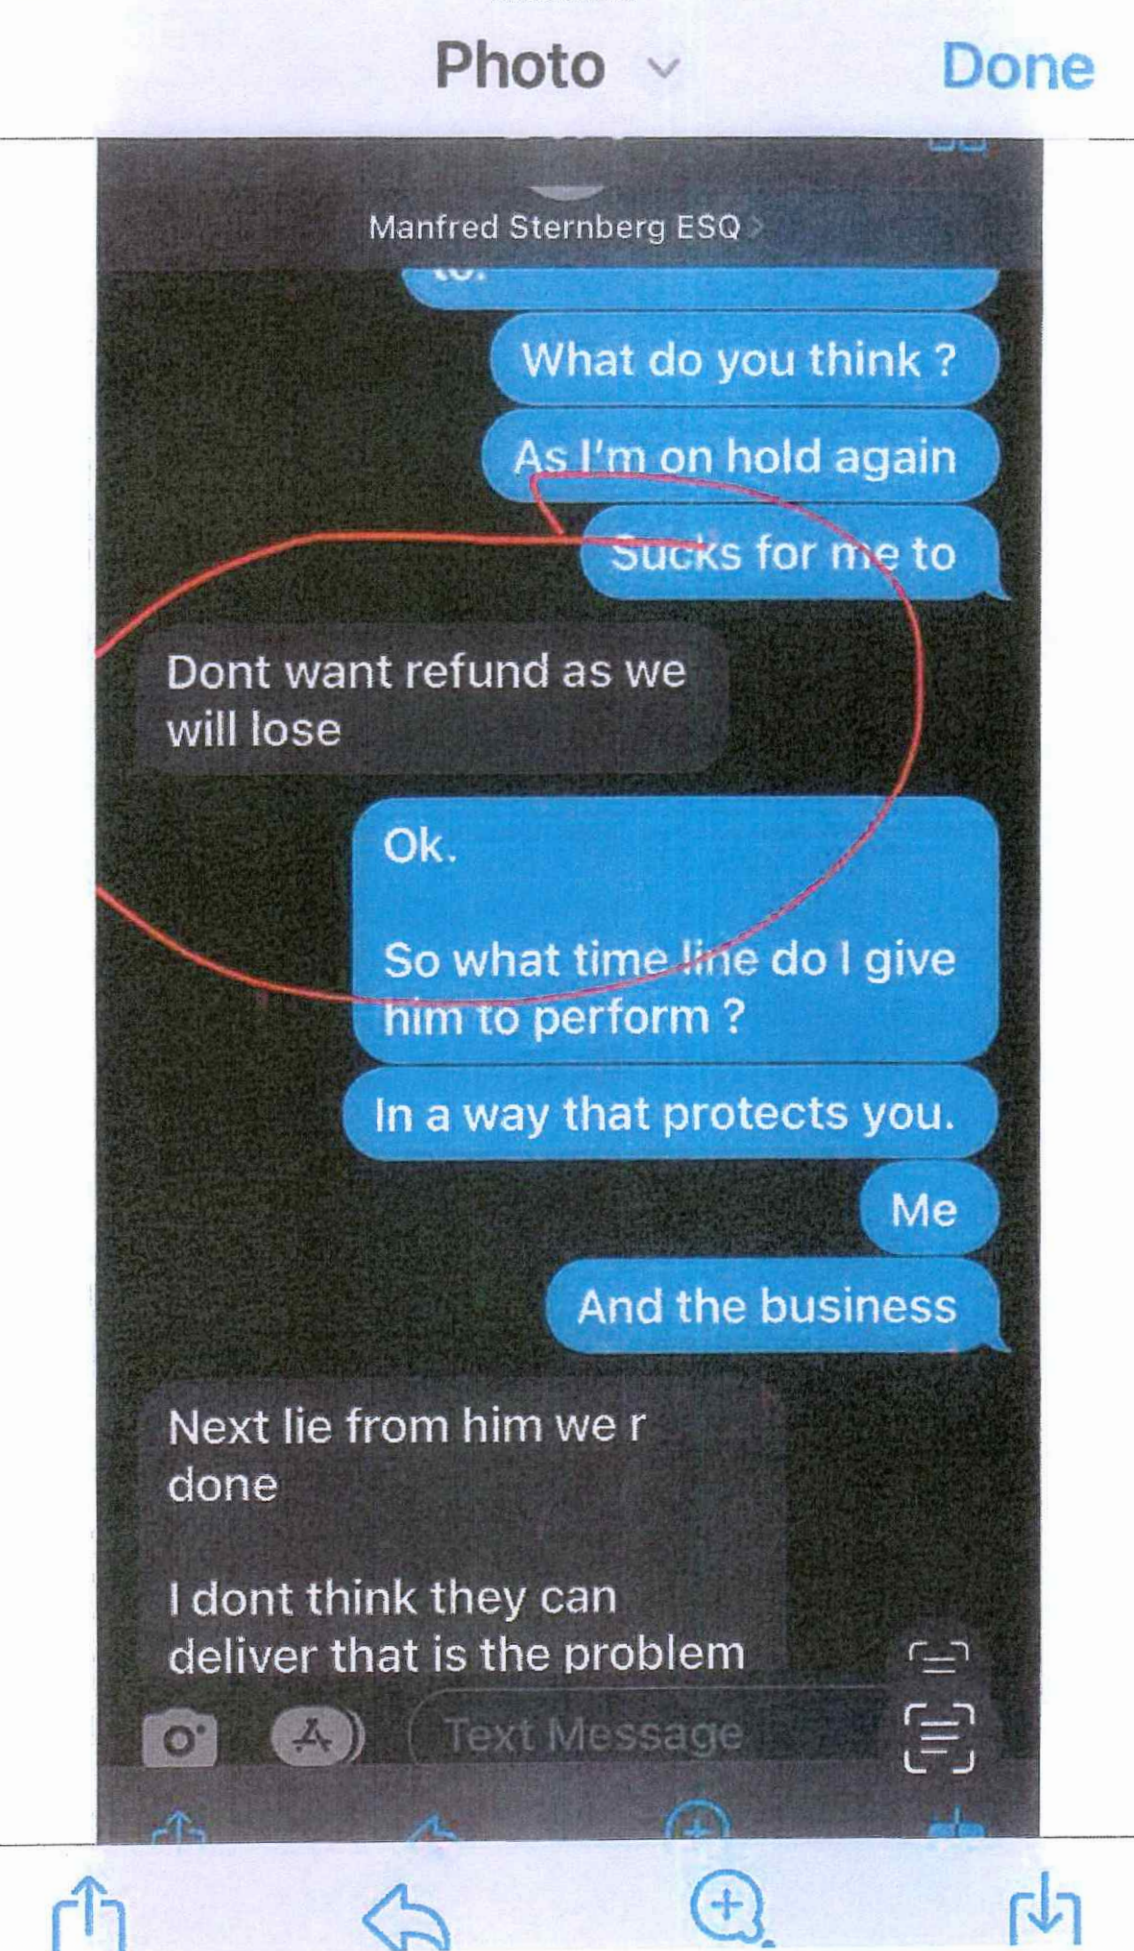 Photo
Done
Manfred Sternberg ESQ
to.
What do you think ?
As I'm on hold again
Sucks for me to
Dont want refund as we
will lose
Ok.
So what time line do I give
him to perform ?
In a way that protects you.
Me
And the business
Next lie from him we r
done
I dont think they can
deliver that is the problem
Text Message